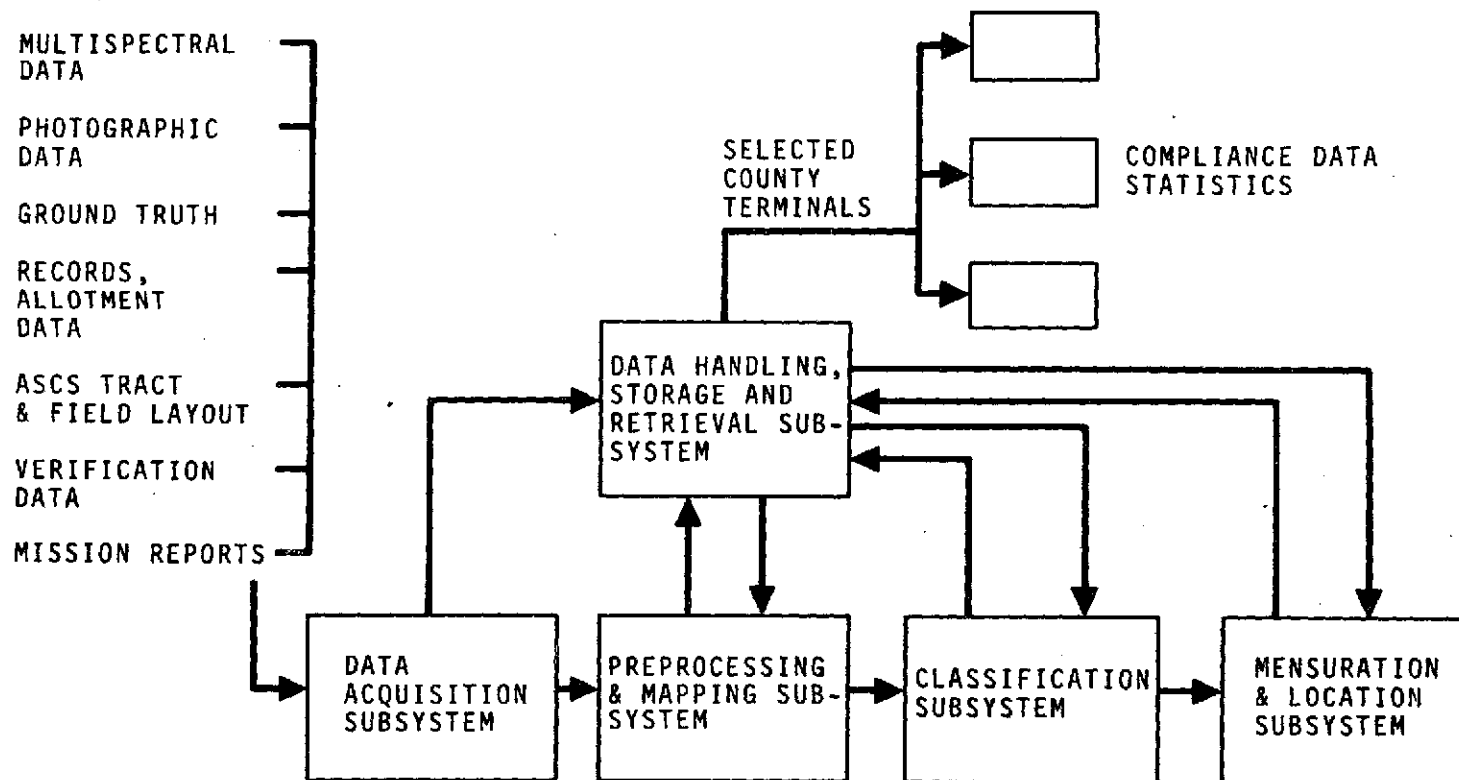 MULTISPECTRAL
DATA
PHOTOGRAPHIC
DATA
GROUND TRUTH
RECORDS,
ALLOTMENT
DATA
ASCS TRACT
& FIELD LAYOUT
VERIFICATION
DATA
MISSION REPORTS
SELECTED
COUNTY
TERMINALS
COMPLIANCE DATA
STATISTICS
DATA HANDLING,
STORAGE AND
RETRIEVAL SUB-
SYSTEM
DATA
ACQUISITION
SUBSYSTEM
PREPROCESSING
& MAPPING SUB-
SYSTEM
CLASSIFICATION
SUBSYSTEM
MENSURATION
& LOCATION
SUBSYSTEM